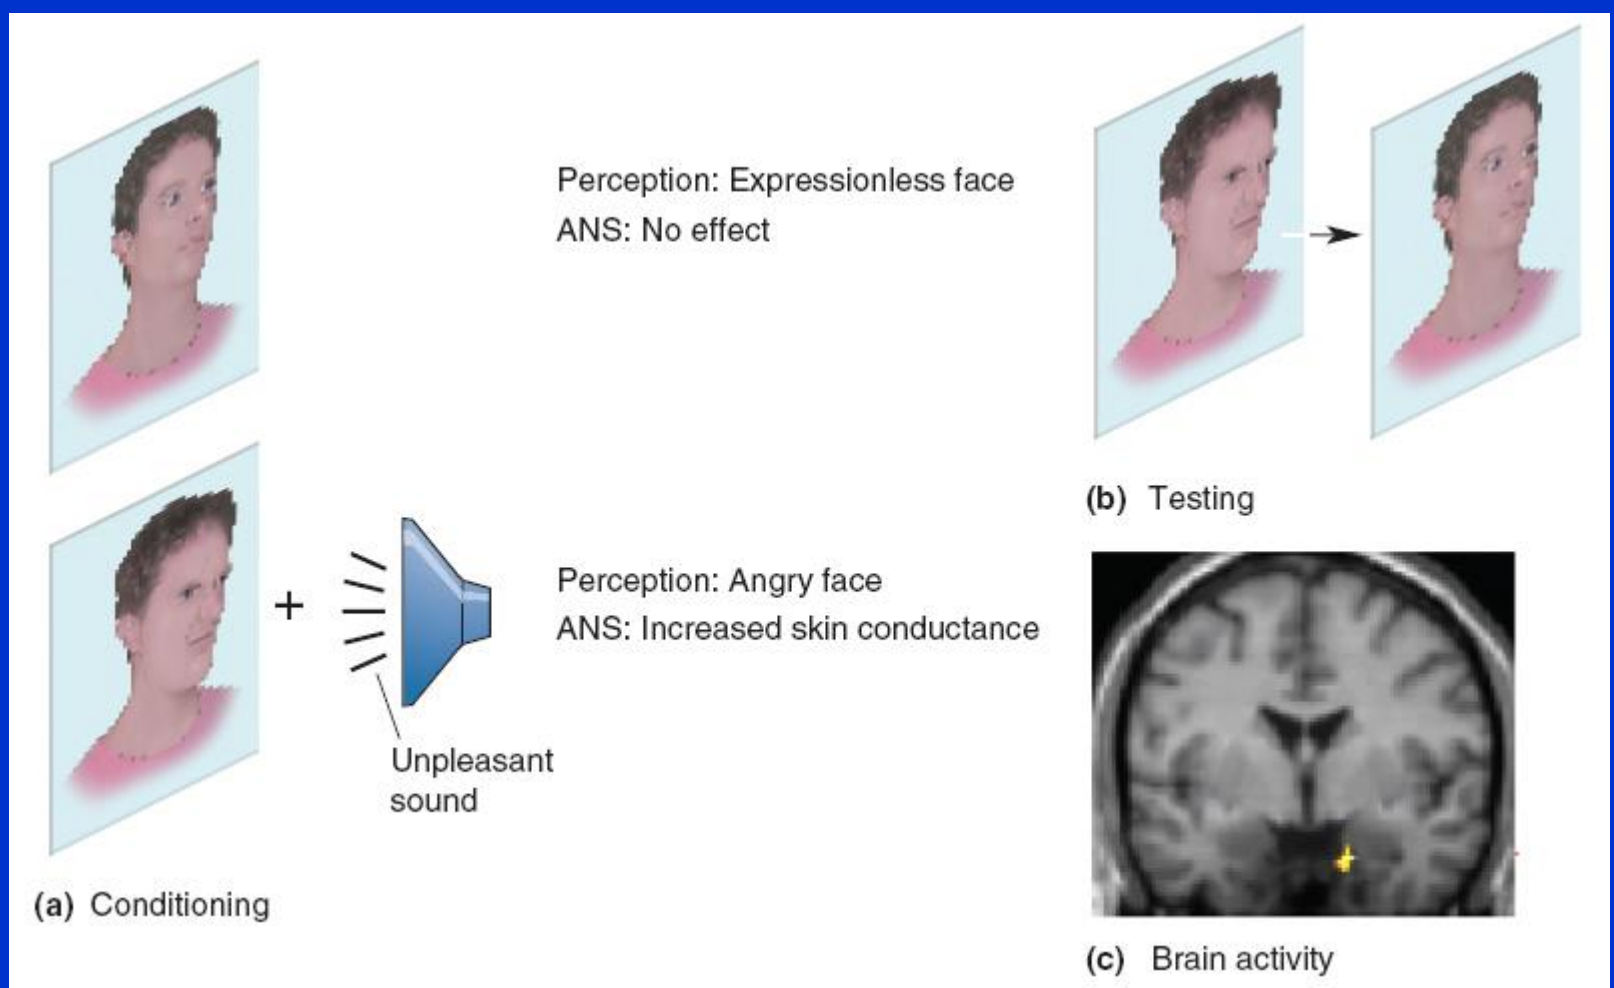 Perception: Expressionless face
ANS: No effect
+
Perception: Angry face
ANS: Increased skin conductance
Unpleasant
sound
(a) Conditioning
(b) Testing
(c) Brain activity